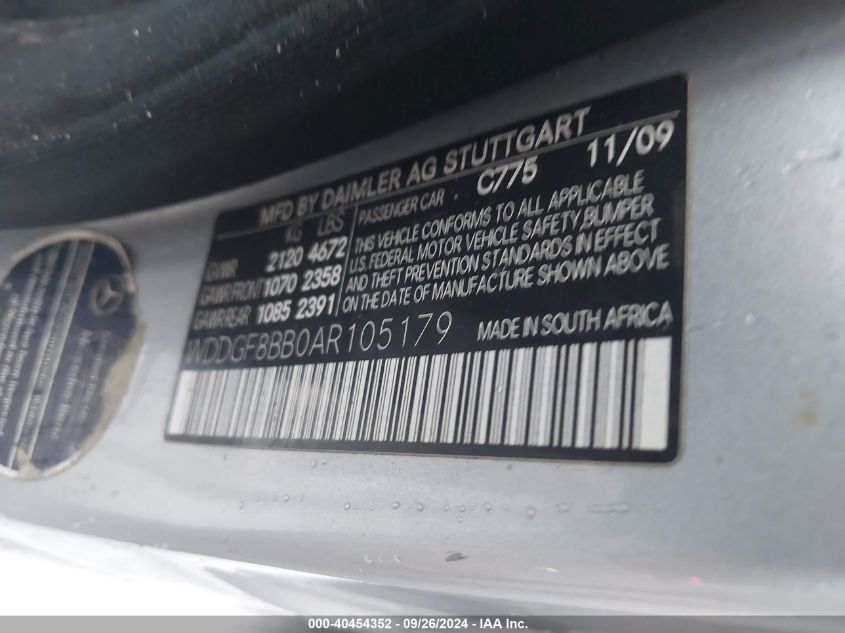 MFD BY DAIMLER AG STUTTGART
KG LBS
GVWR 2120 4672
GAWR FRONT 1070 2358
GAWR REAR 1085 2391
PASSENGER CAR C775 11/09
THIS VEHICLE CONFORMS TO ALL APPLICABLE
U.S. FEDERAL MOTOR VEHICLE SAFETY, BUMPER
AND THEFT PREVENTION STANDARDS IN EFFECT
ON THE DATE OF MANUFACTURE SHOWN ABOVE
WDDGF8BB0AR105179 MADE IN SOUTH AFRICA
000-40454352 - 09/26/2024 - IAA, Inc.